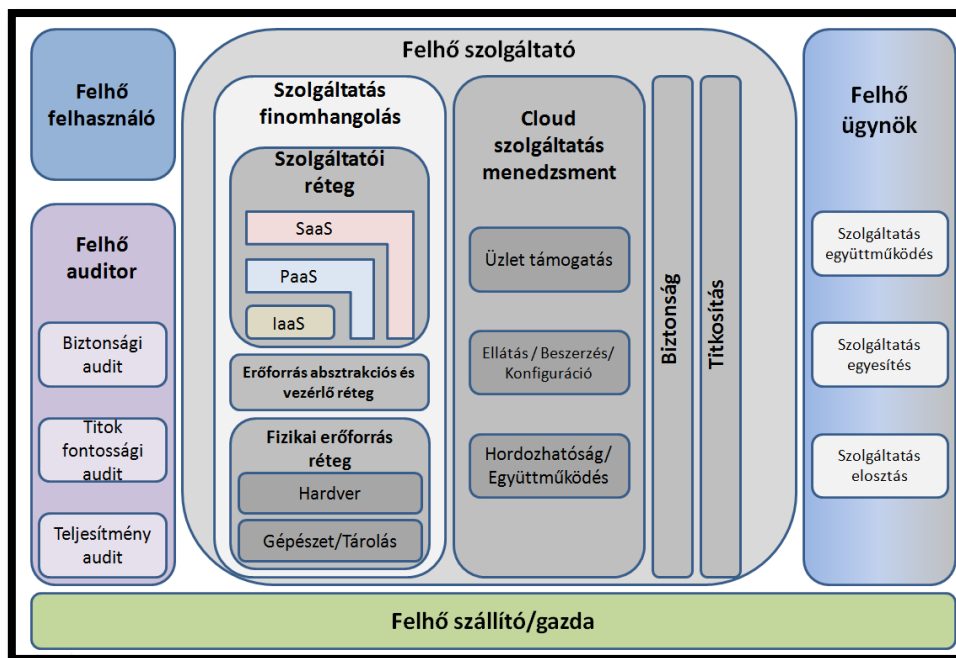 Felhő
felhasználó
Felhő
auditor
Biztonsági
audit
Titok
fontossági
audit
Teljesítmény
audit
Felhő szolgáltató
Szolgáltatás
finomhangolás
Szolgáltatói
réteg
SaaS
PaaS
IaaS
Erőforrás absztrakciós és
vezérlő réteg
Fizikai erőforrás
réteg
Hardver
Gépészet/Tárolás
Cloud
szolgáltatás
menedzsment
Üzlet támogatás
Ellátás / Beszerzés/
Konfiguráció
Hordozhatóság/
Együttműködés
Biztonság
Titkosítás
Felhő
ügynök
Szolgáltatás
együttműködés
Szolgáltatás
egyesítés
Szolgáltatás
elosztás
Felhő szállító/gazda